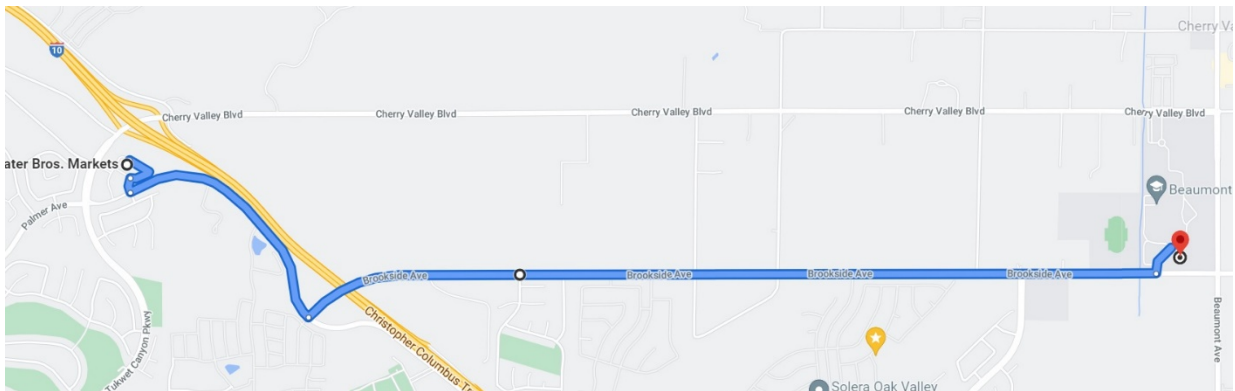 Cherry Va
10
Cherry Valley Blvd
Cherry Valley Blvd
Cherry Valley Blvd
Cherry Valley Blvd
Cherry Valley Blvd
ater Bros. Markets
Beaumont
Palmer Ave
Brookside Ave
Brookside Ave
Brookside Ave
Brookside Ave
Tukwet Canyon Pkwy
Christopher Columbus Tr
Beaumont Ave
Solera Oak Valley